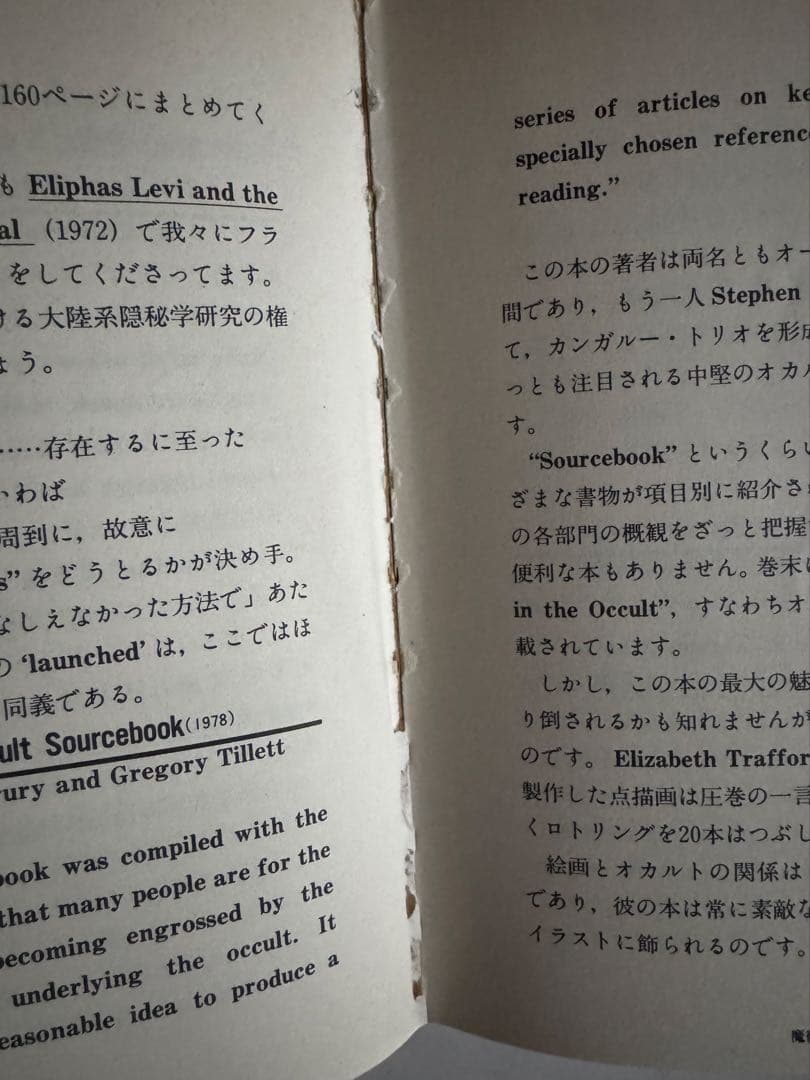 160ページにまとめてく
も Eliphas Levi and the
al (1972) で我々にフラ
をしてくださってます。
ける大陸系隠秘学研究の権
ょう。
……存在するに至った
いわば
周到に，故意に
s” をどうとるかが決め手。
なしえなかった方法で」あた
の ‘launched’ は，ここではほ
同義である。
ult Sourcebook(1978)
rury and Gregory Tillett
book was compiled with the
that many people are for the
becoming engrossed by the
underlying the occult. It
easonable idea to produce a
series of articles on ke
specially chosen reference
reading.”
この本の著者は両名ともオー
間であり，もう一人 Stephen
て，カンガルー・トリオを形成
っとも注目される中堅のオカル
す。
“Sourcebook” というくらい
ざまな書物が項目別に紹介され
の各部門の概観をざっと把握
便利な本もありません。巻末に
in the Occult”, すなわちオ
載されています。
しかし，この本の最大の魅
り倒されるかも知れませんが
のです。 Elizabeth Traffor
製作した点描画は圧巻の一言
くロトリングを20本はつぶし
絵画とオカルトの関係は
であり，彼の本は常に素敵な
イラストに飾られるのです。
魔術